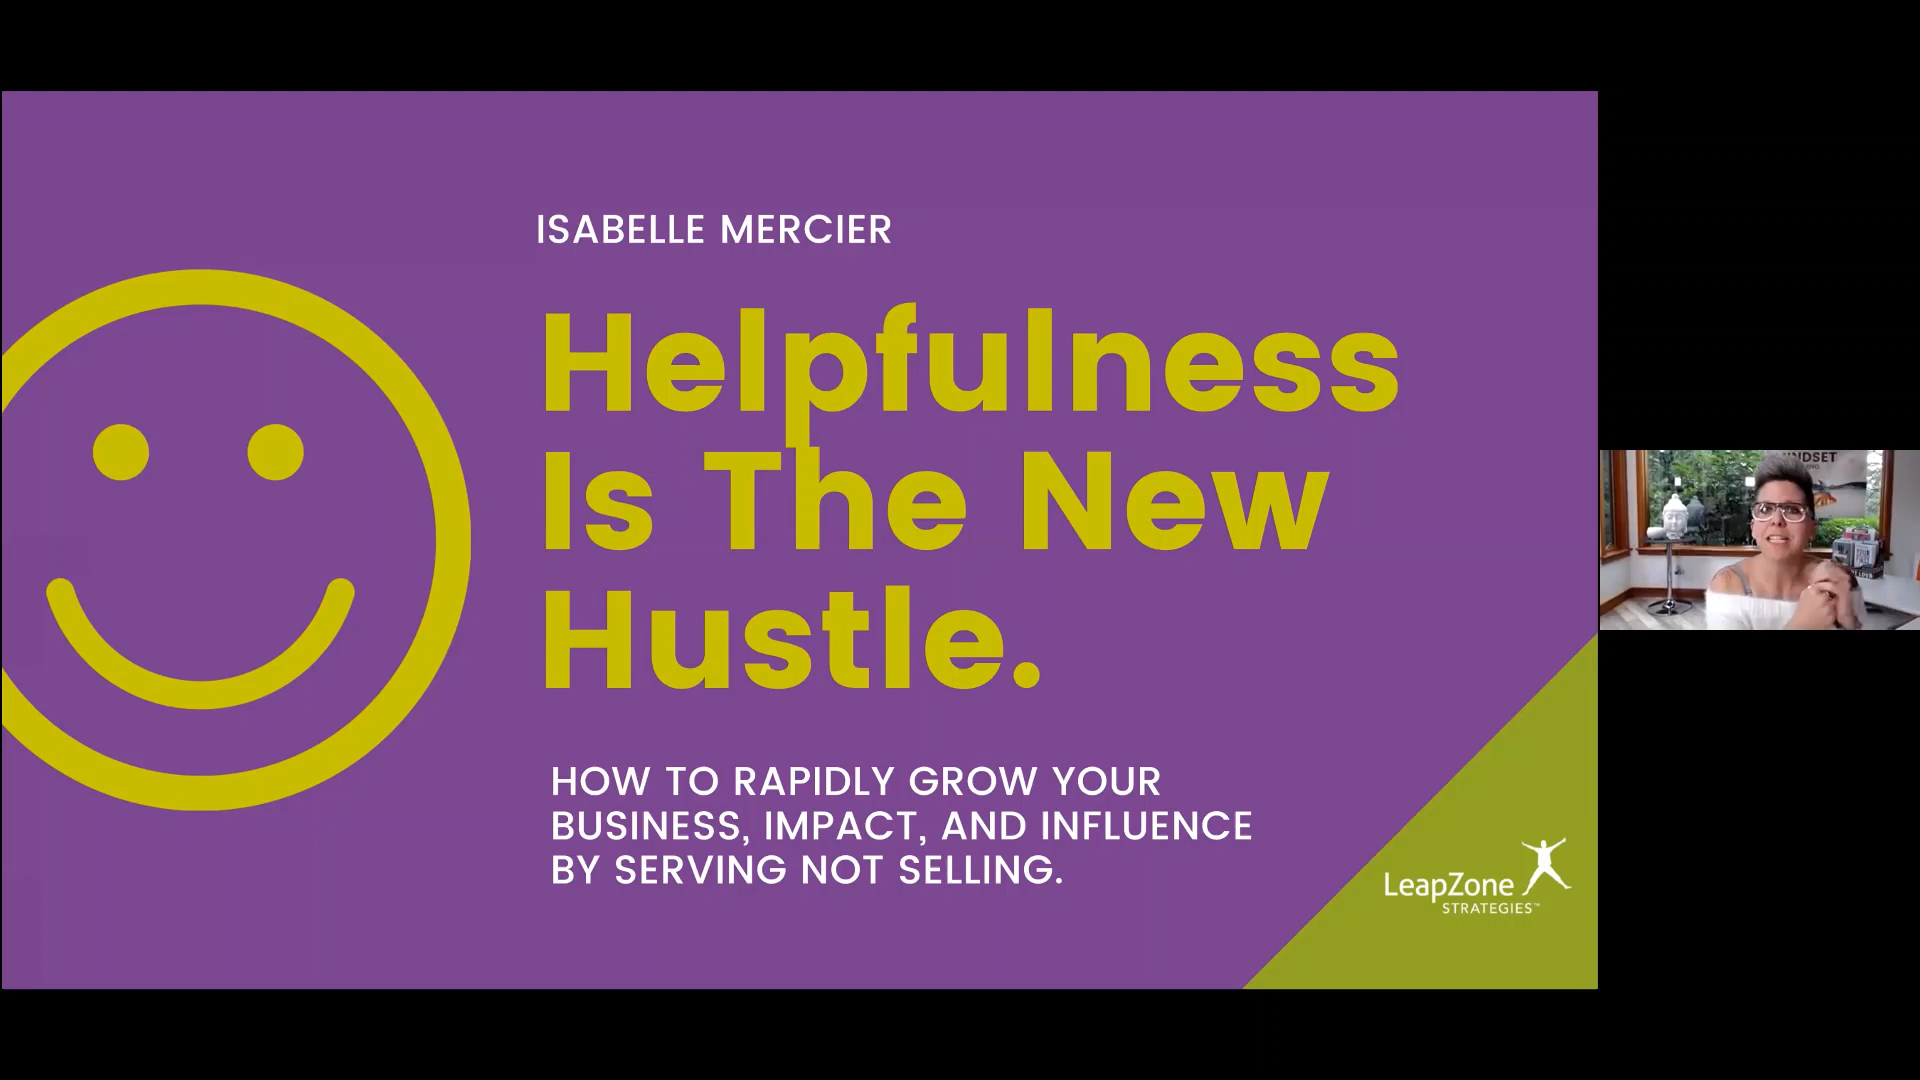 ISABELLE MERCIER
Helpfulness
Is The New
Hustle.
HOW TO RAPIDLY GROW YOUR
BUSINESS, IMPACT, AND INFLUENCE
BY SERVING NOT SELLING.
LeapZone
STRATEGIES™